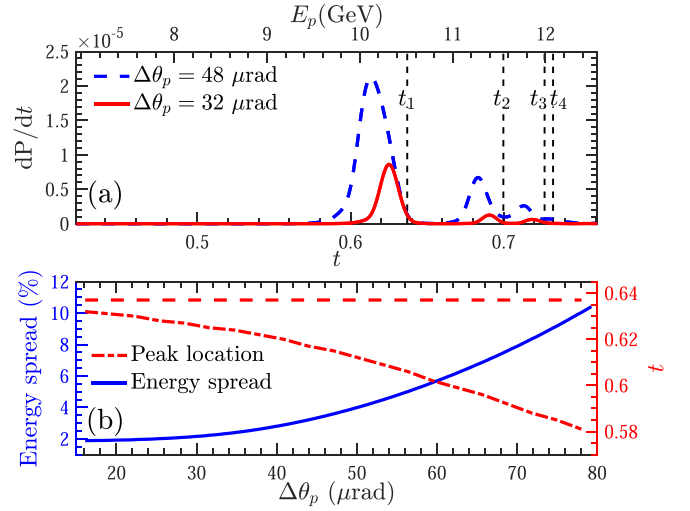 E_p(GeV)
8 9 10 11 12
×10^-5
2.5
2
1.5
1
0.5
0
dP/dt
Δθ_p = 48 μrad
Δθ_p = 32 μrad
t_1
t_2
t_3 t_4
(a)
0.5 0.6 0.7
t
12
10
8
6
4
2
Energy spread (%)
Peak location
Energy spread
(b)
0.64
0.62
0.6
0.58
t
20 30 40 50 60 70 80
Δθ_p (μrad)